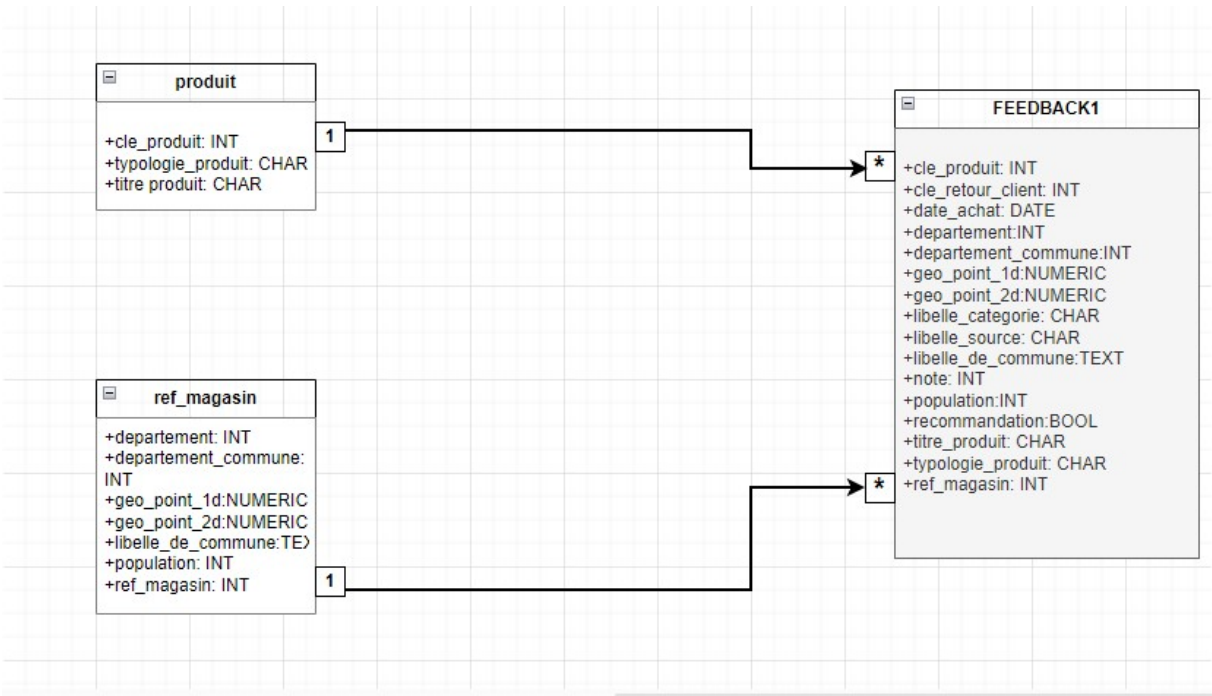 produit
+cle_produit: INT
+typologie_produit: CHAR
+titre produit: CHAR
1
*
FEEDBACK1
+cle_produit: INT
+cle_retour_client: INT
+date_achat: DATE
+departement:INT
+departement_commune:INT
+geo_point_1d:NUMERIC
+geo_point_2d:NUMERIC
+libelle_categorie: CHAR
+libelle_source: CHAR
+libelle_de_commune:TEXT
+note: INT
+population:INT
+recommandation:BOOL
+titre_produit: CHAR
+typologie_produit: CHAR
+ref_magasin: INT
ref_magasin
+departement: INT
+departement_commune:
INT
+geo_point_1d:NUMERIC
+geo_point_2d:NUMERIC
+libelle_de_commune:TEX
+population: INT
+ref_magasin: INT
1
*